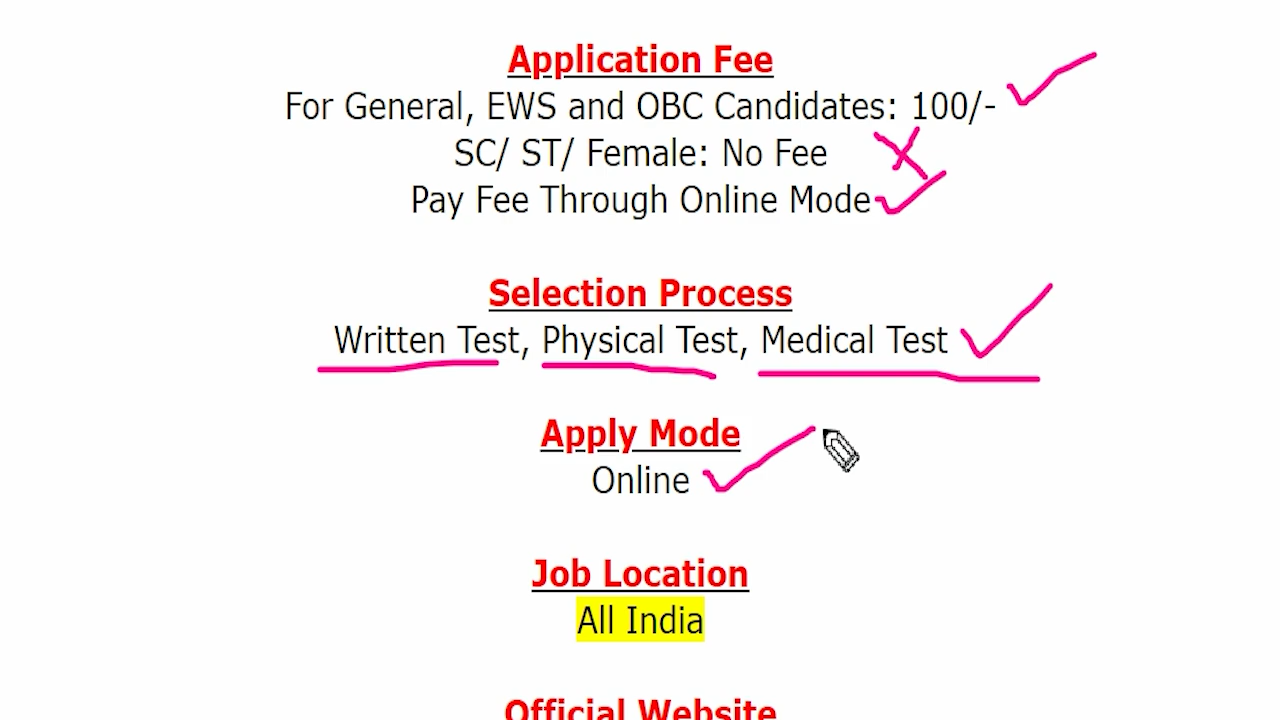 Application Fee
For General, EWS and OBC Candidates: 100/-
SC/ ST/ Female: No Fee
Pay Fee Through Online Mode
Selection Process
Written Test, Physical Test, Medical Test
Apply Mode
Online
Job Location
All India
Official Website